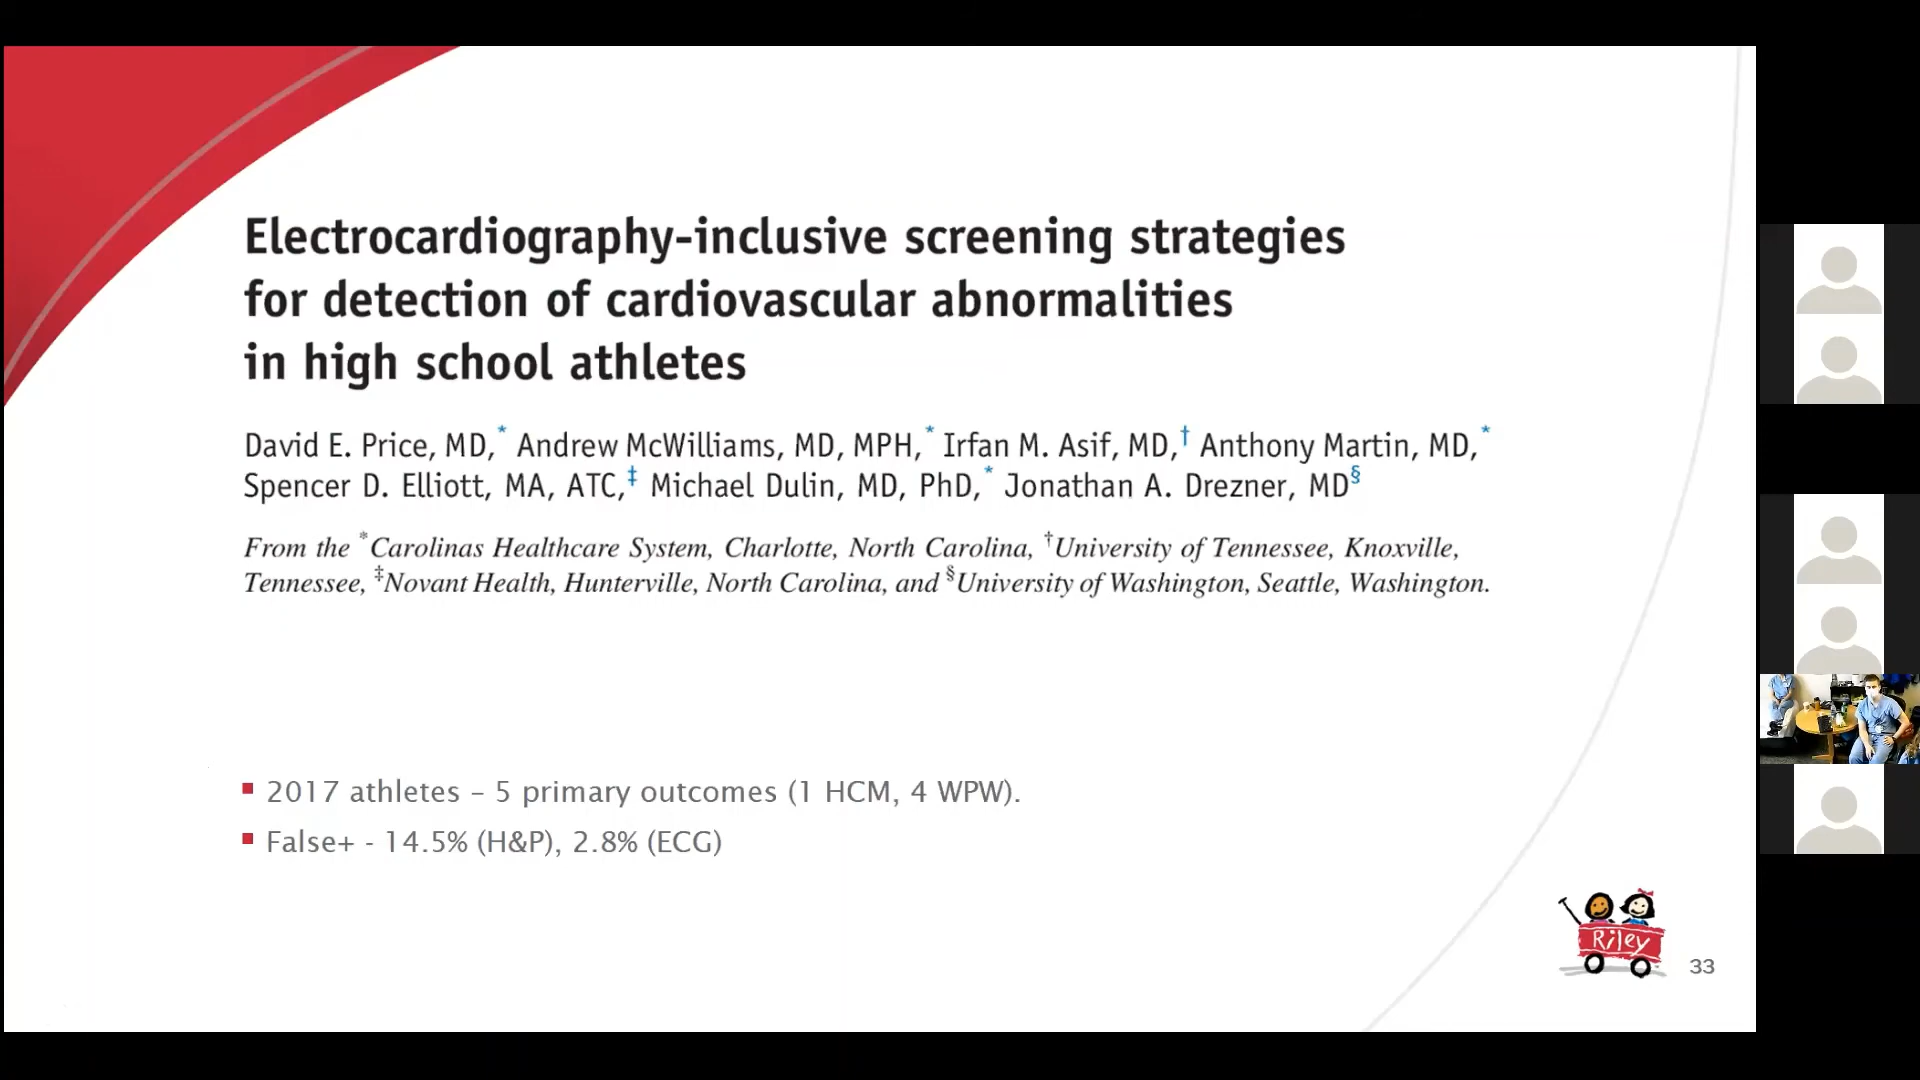 Electrocardiography-inclusive screening strategies
for detection of cardiovascular abnormalities
in high school athletes
David E. Price, MD,* Andrew McWilliams, MD, MPH,* Irfan M. Asif, MD,† Anthony Martin, MD,*
Spencer D. Elliott, MA, ATC,‡ Michael Dulin, MD, PhD,* Jonathan A. Drezner, MD§
From the *Carolinas Healthcare System, Charlotte, North Carolina, †University of Tennessee, Knoxville,
Tennessee, ‡Novant Health, Hunterville, North Carolina, and §University of Washington, Seattle, Washington.
▪ 2017 athletes – 5 primary outcomes (1 HCM, 4 WPW).
▪ False+ - 14.5% (H&P), 2.8% (ECG)
Riley
33